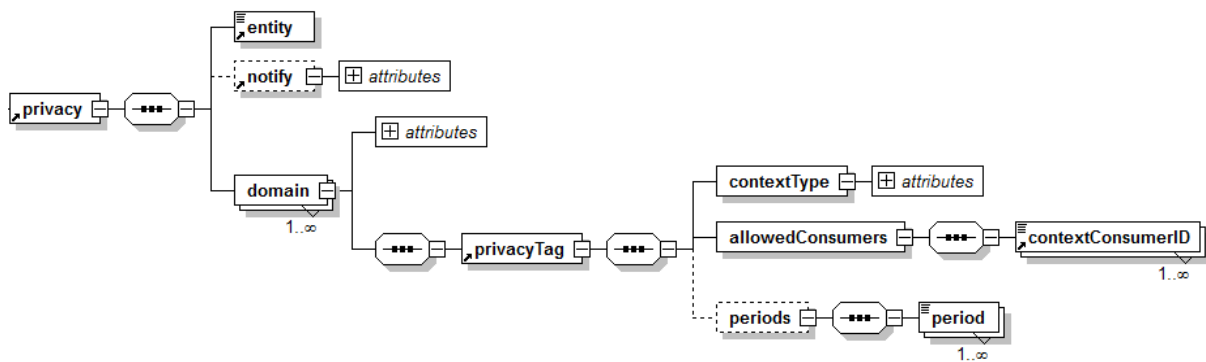 entity
notify
attributes
privacy
attributes
domain
1..∞
contextType
attributes
privacyTag
allowedConsumers
contextConsumerID
1..∞
periods
period
1..∞